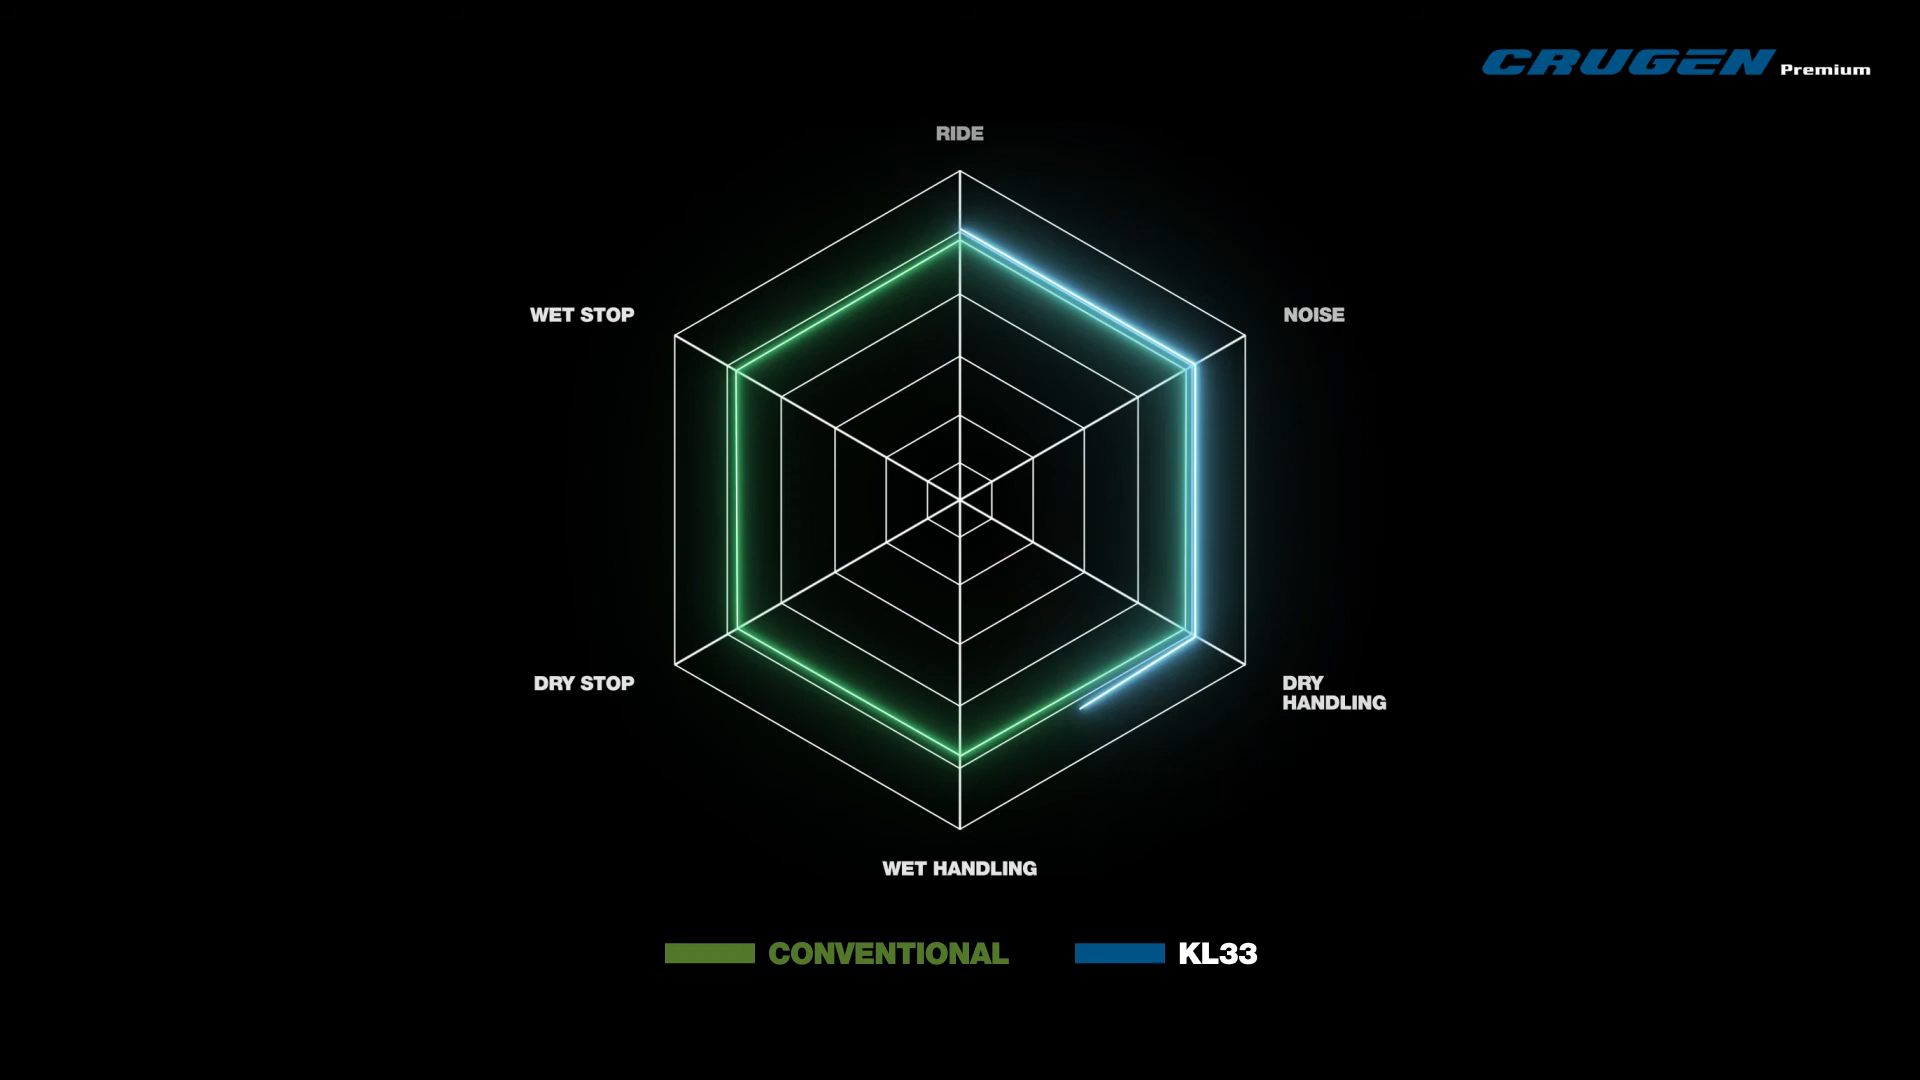 CRUGEN Premium
RIDE
WET STOP
NOISE
DRY STOP
DRY
HANDLING
WET HANDLING
CONVENTIONAL
KL33